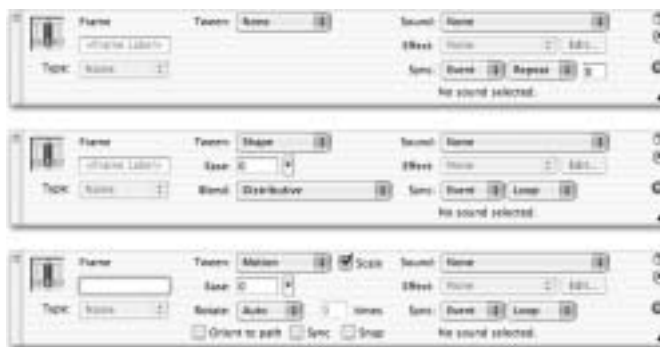 Frame Tween: None Sound: None
<Frame Label> Effect: None Edit...
Type: Name Sync: Event Repeat
No sound selected.
Frame Tween: Shape Sound: None
<Frame Label> Ease: 0 Effect: None Edit...
Type: Name Blend: Distributive Sync: Event Loop
No sound selected.
Frame Tween: Motion Scale Sound: None
Ease: 0 Effect: None Edit...
Type: Name Rotate: Auto times Sync: Event Loop
Orient to path Sync Snap No sound selected.